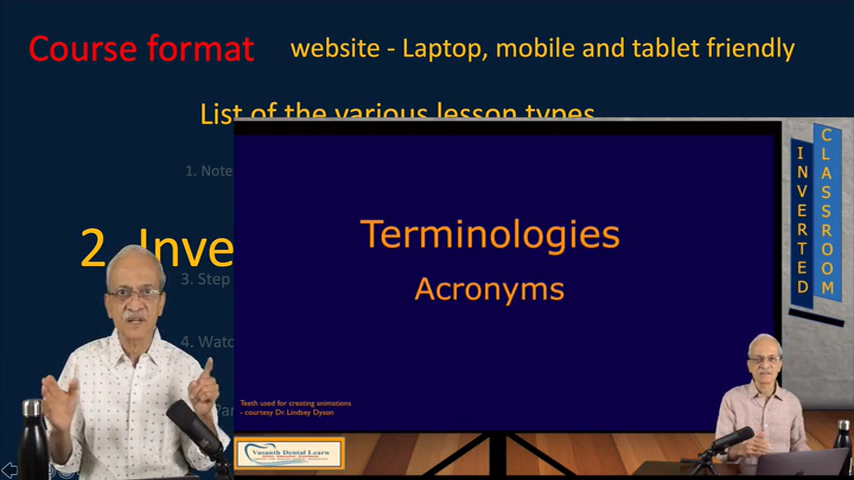 Course format
website - Laptop, mobile and tablet friendly
List of the various lesson types
1. Note
2. Inve
3. Step
4. Watc
Par
Terminologies
Acronyms
Teeth used for creating animations
- courtesy Dr. Lindsey Dyson
Vasanth Dental Learn
INVERTED
CLASSROOM